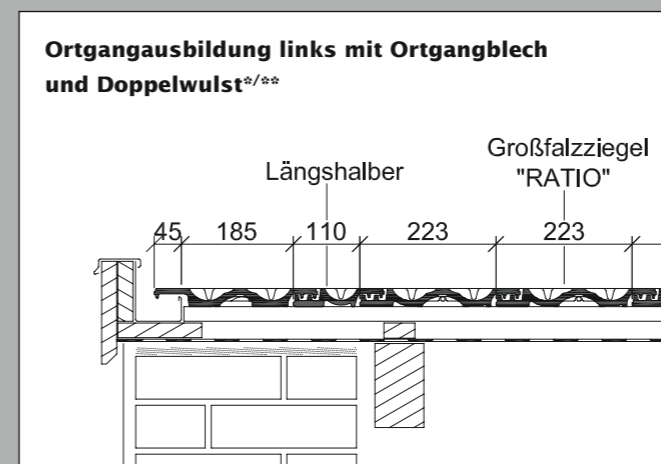 Ortgangausbildung links mit Ortgangblech
und Doppelwulst*/**
Großfalzziegel
"RATIO"
Längshalber
45 185 110 223 223